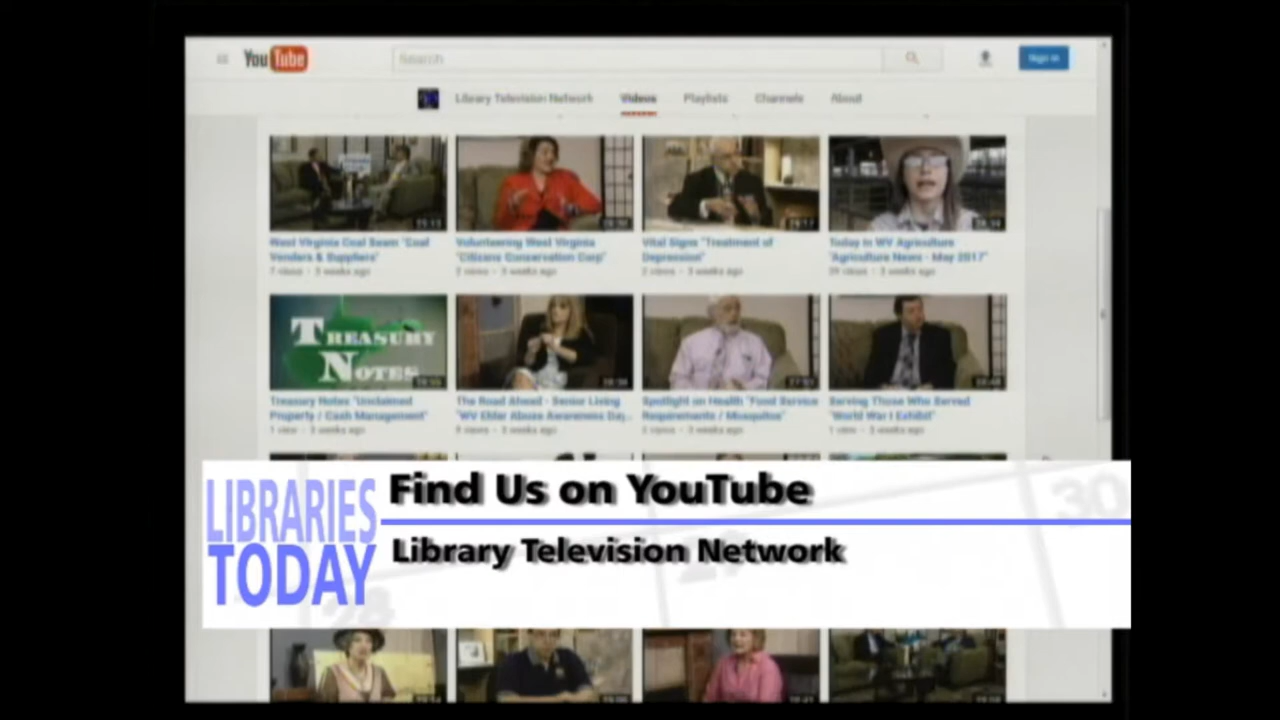 YouTube
Search
Sign in
Library Television Network Videos Playlists Channels About
West Virginia Coal Seam "Coal
Vendors & Suppliers"
7 views · 3 weeks ago
Volunteering West Virginia
"Citizens Conservation Corp"
2 views · 3 weeks ago
Vital Signs "Treatment of
Depression"
2 views · 3 weeks ago
Today in WV Agriculture
"Agriculture News - May 2017"
3 weeks ago
TREASURY
NOTES
Treasury Notes "Unclaimed
Property / Cash Management"
1 view · 3 weeks ago
The Road Ahead - Senior Living
"WV Elder Abuse Awareness Day...
9 views · 3 weeks ago
Spotlight on Health "Food Service
Requirements / Mosquitos"
2 views · 3 weeks ago
Serving Those Who Served
"World War I Exhibit"
1 view · 3 weeks ago
LIBRARIES
TODAY
Find Us on YouTube
Library Television Network
30
29
28